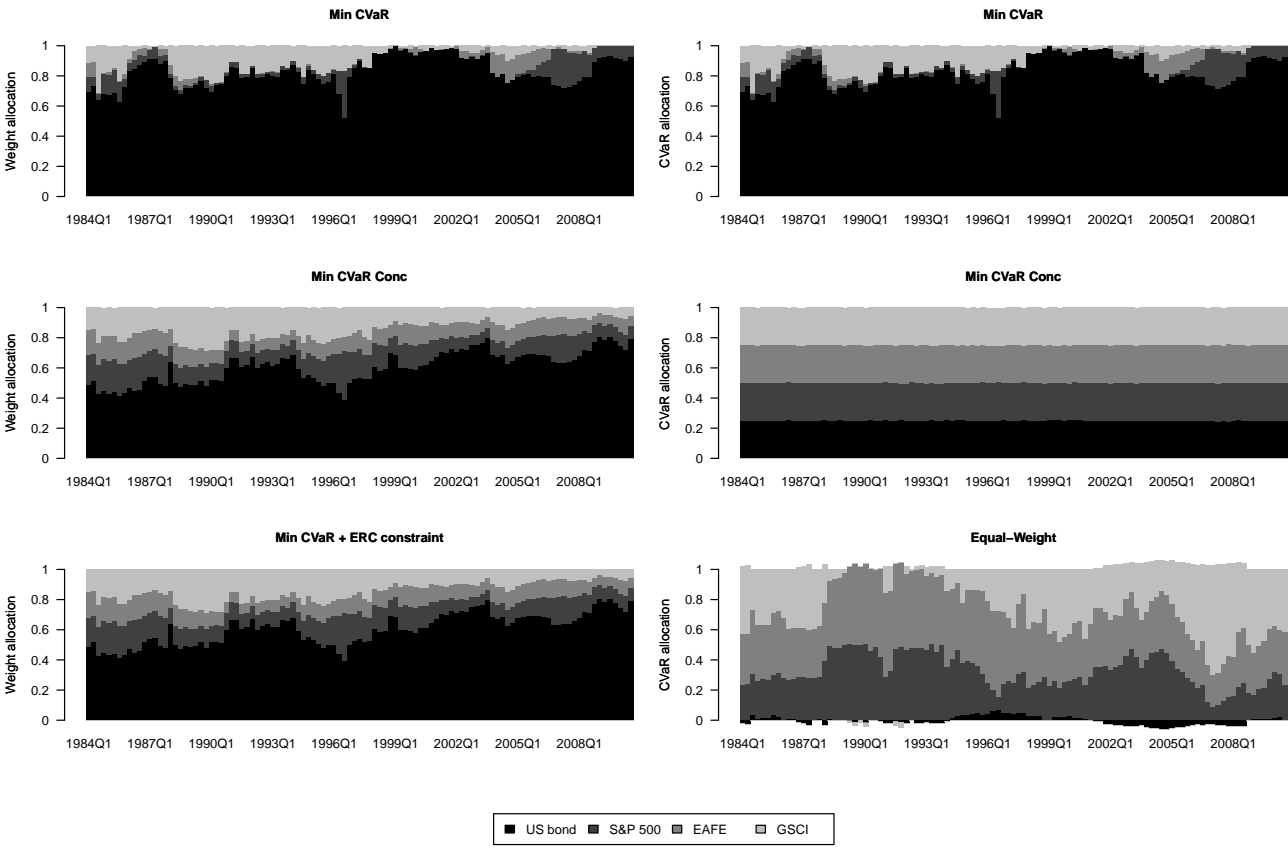 Min CVaR
Weight allocation
1
0.8
0.6
0.4
0.2
0
1984Q1 1987Q1 1990Q1 1993Q1 1996Q1 1999Q1 2002Q1 2005Q1 2008Q1
Min CVaR
CVaR allocation
1
0.8
0.6
0.4
0.2
0
1984Q1 1987Q1 1990Q1 1993Q1 1996Q1 1999Q1 2002Q1 2005Q1 2008Q1
Min CVaR Conc
Weight allocation
1
0.8
0.6
0.4
0.2
0
1984Q1 1987Q1 1990Q1 1993Q1 1996Q1 1999Q1 2002Q1 2005Q1 2008Q1
Min CVaR Conc
CVaR allocation
1
0.8
0.6
0.4
0.2
0
1984Q1 1987Q1 1990Q1 1993Q1 1996Q1 1999Q1 2002Q1 2005Q1 2008Q1
Min CVaR + ERC constraint
Weight allocation
1
0.8
0.6
0.4
0.2
0
1984Q1 1987Q1 1990Q1 1993Q1 1996Q1 1999Q1 2002Q1 2005Q1 2008Q1
Equal−Weight
CVaR allocation
1
0.8
0.6
0.4
0.2
0
1984Q1 1987Q1 1990Q1 1993Q1 1996Q1 1999Q1 2002Q1 2005Q1 2008Q1
US bond S&P 500 EAFE GSCI